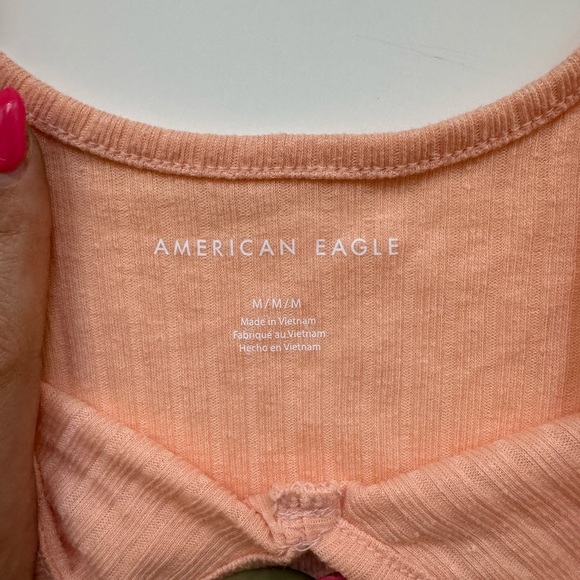 AMERICAN EAGLE
M/M/M
Made in Vietnam
Fabriqué au Vietnam
Hecho en Vietnam